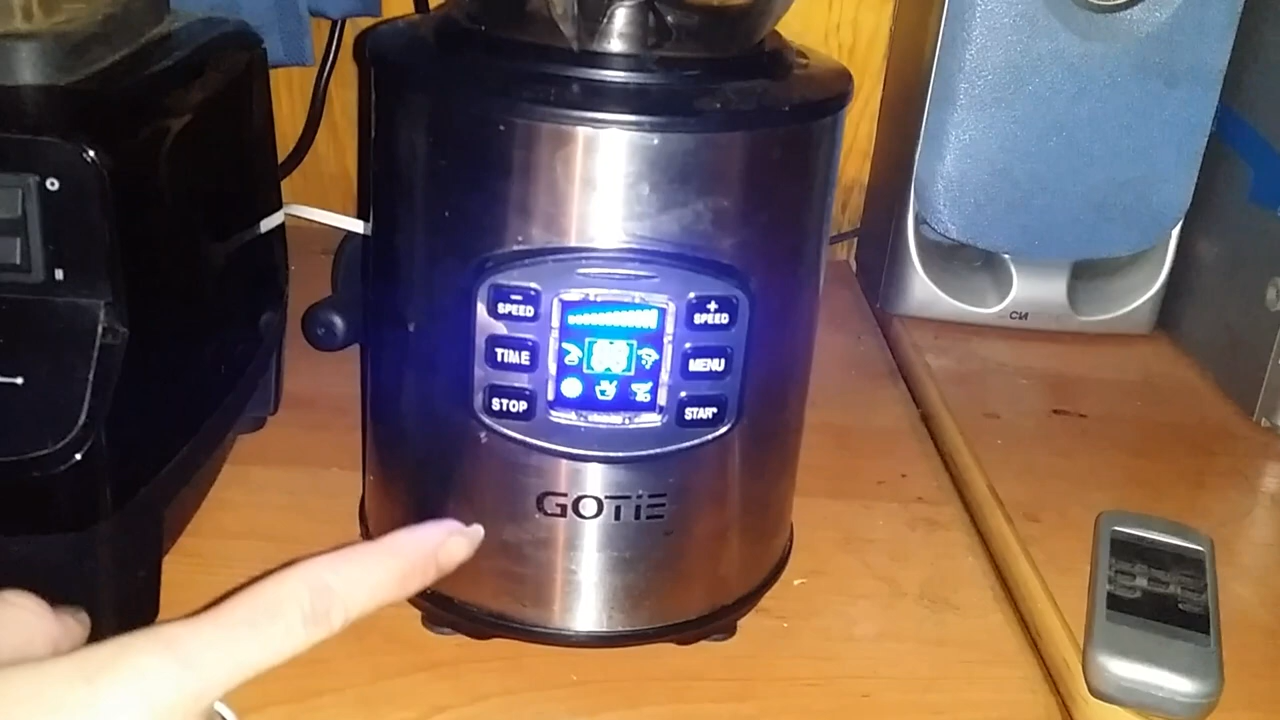 − SPEED
+ SPEED
TIME
MENU
STOP
START
GOTiE